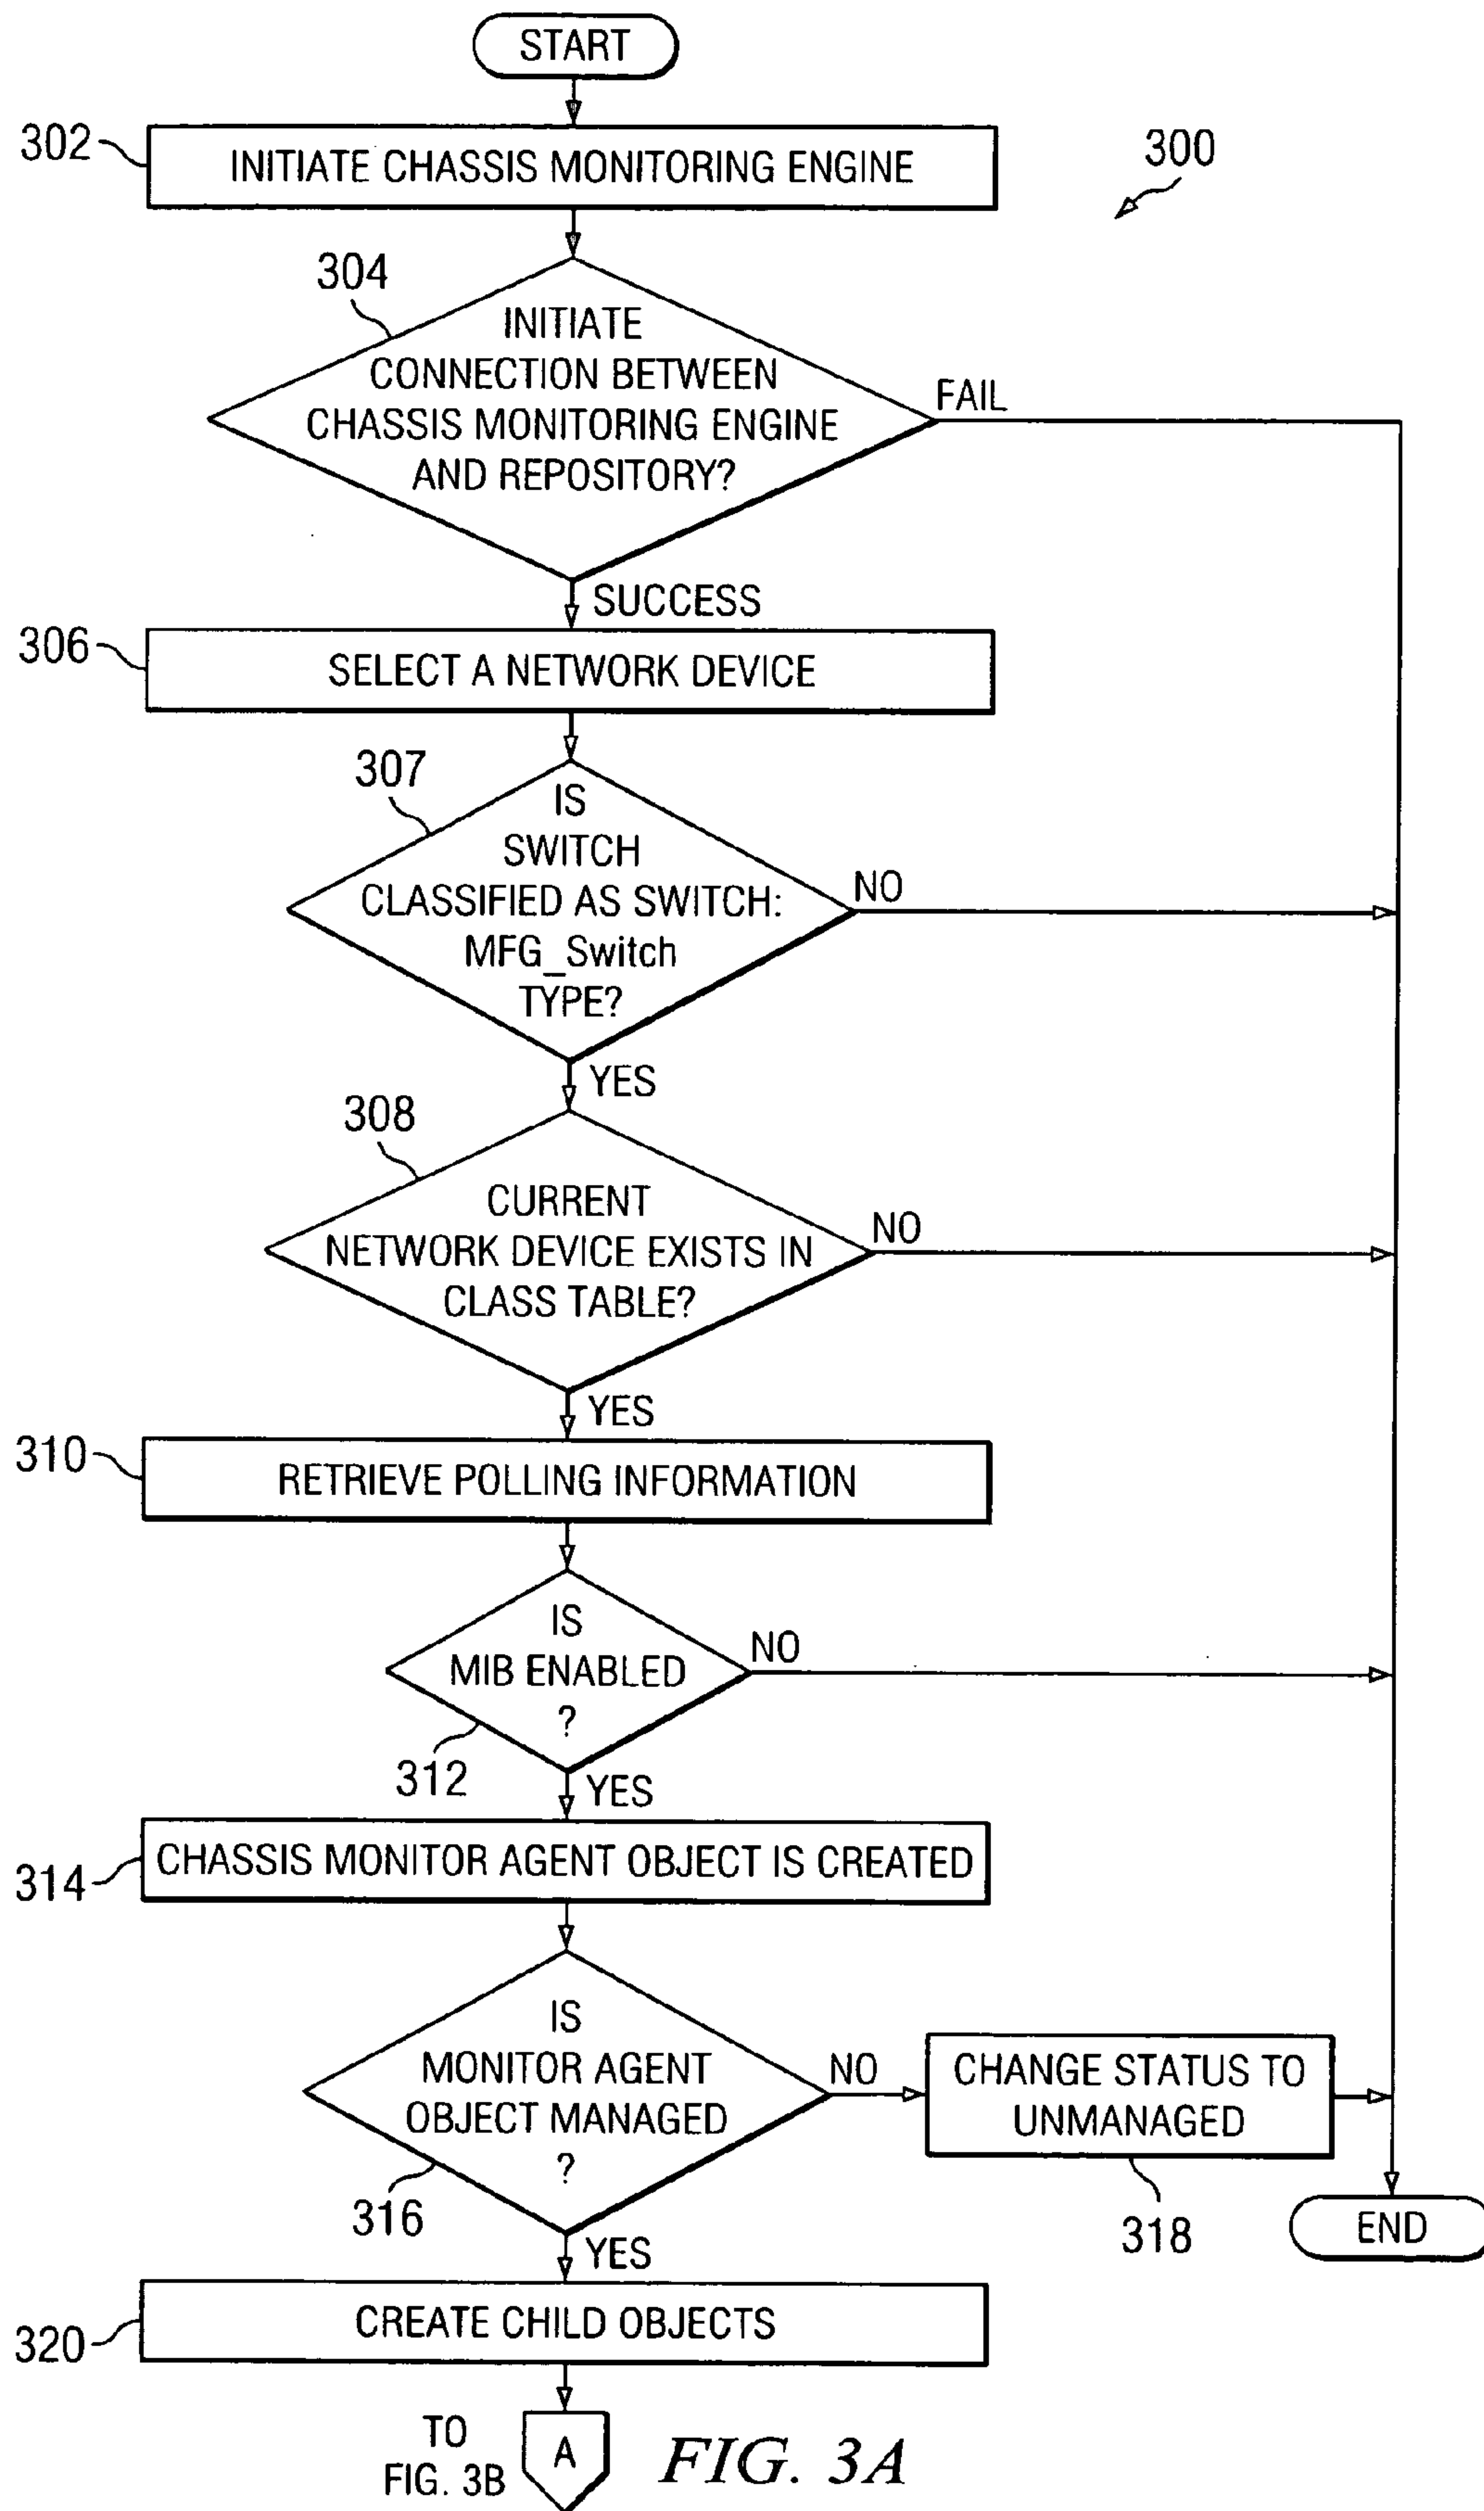 START
302
INITIATE CHASSIS MONITORING ENGINE
300
304
INITIATE
CONNECTION BETWEEN
CHASSIS MONITORING ENGINE
AND REPOSITORY?
FAIL
SUCCESS
306
SELECT A NETWORK DEVICE
307
IS
SWITCH
CLASSIFIED AS SWITCH:
MFG_Switch
TYPE?
NO
YES
308
CURRENT
NETWORK DEVICE EXISTS IN
CLASS TABLE?
NO
YES
310
RETRIEVE POLLING INFORMATION
IS
MIB ENABLED
?
NO
312
YES
314
CHASSIS MONITOR AGENT OBJECT IS CREATED
IS
MONITOR AGENT
OBJECT MANAGED
?
NO
CHANGE STATUS TO
UNMANAGED
316
318
END
YES
320
CREATE CHILD OBJECTS
TO
FIG. 3B
A
FIG. 3A